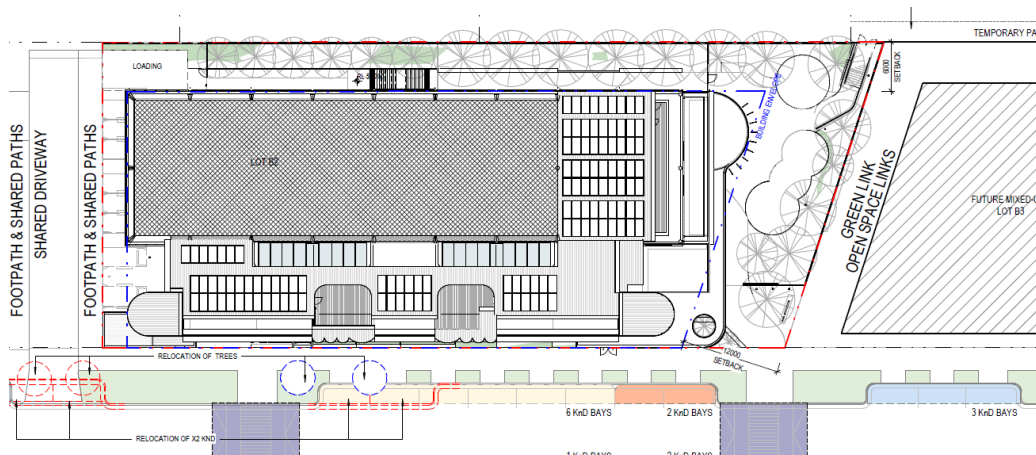 TEMPORARY PA
LOADING
6000
SETBACK
BUILDING ENVELOPE
LOT B2
FOOTPATH & SHARED PATHS
SHARED DRIVEWAY
FOOTPATH & SHARED PATHS
GREEN LINK
OPEN SPACE LINKS
FUTURE MIXED-U
LOT B3
RELOCATION OF TREES
12000
SETBACK
6 KnD BAYS
2 KnD BAYS
3 KnD BAYS
RELOCATION OF X2 KND